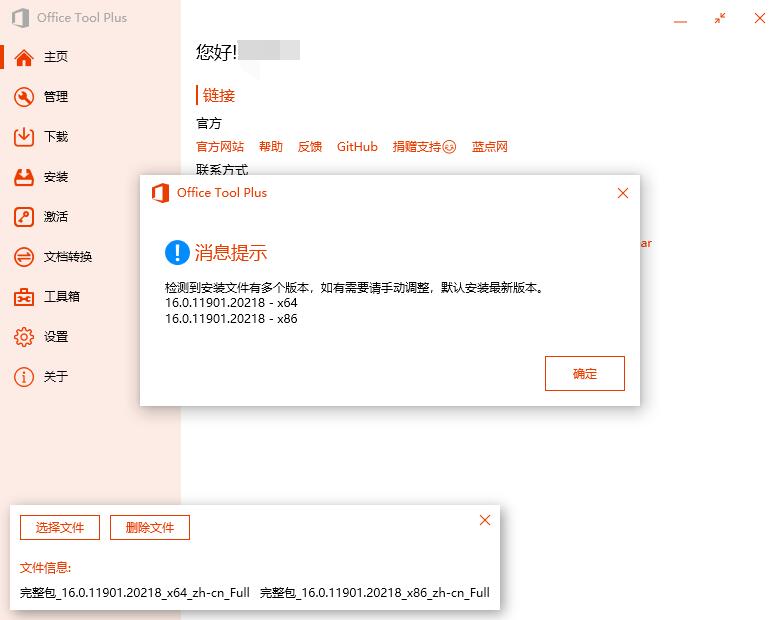 Office Tool Plus
主页
管理
下载
安装
激活
文档转换
工具箱
设置
关于
您好!
链接
官方
官方网站 帮助 反馈 GitHub 捐赠支持 蓝点网
联系方式
ar
Office Tool Plus
消息提示
检测到安装文件有多个版本，如有需要请手动调整，默认安装最新版本。
16.0.11901.20218 - x64
16.0.11901.20218 - x86
确定
选择文件 删除文件
文件信息:
完整包_16.0.11901.20218_x64_zh-cn_Full 完整包_16.0.11901.20218_x86_zh-cn_Full